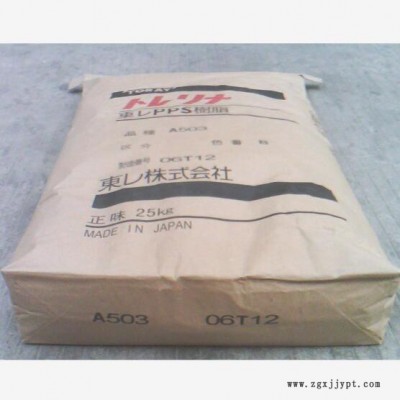 "TORAY"
トレリナ
東レPPS樹脂
品種 A503
区分 色番 B
製造番号 06T12
東レ株式会社
正味 25kg
MADE IN JAPAN
A503 06T12
www.zgxjjypt.com